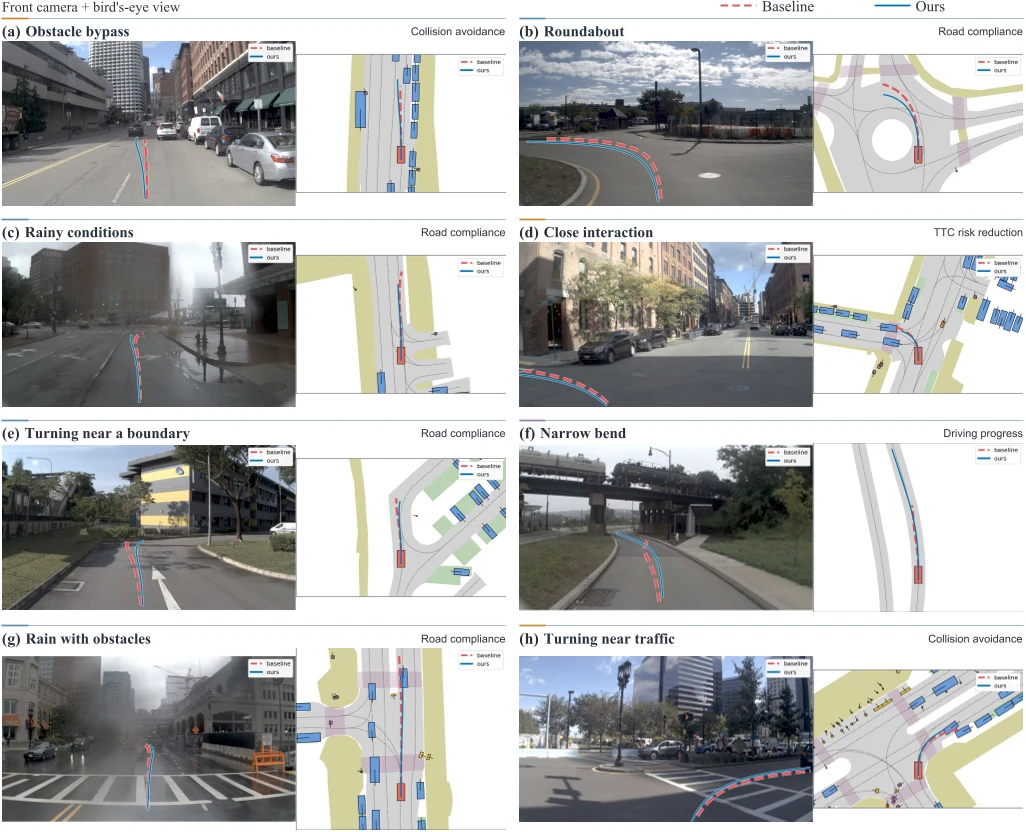 Front camera + bird's-eye view
Baseline
Ours
(a) Obstacle bypass
Collision avoidance
baseline
ours
baseline
ours
(b) Roundabout
Road compliance
baseline
ours
baseline
ours
(c) Rainy conditions
Road compliance
baseline
ours
baseline
ours
(d) Close interaction
TTC risk reduction
baseline
ours
baseline
ours
(e) Turning near a boundary
Road compliance
baseline
ours
baseline
ours
(f) Narrow bend
Driving progress
baseline
ours
baseline
ours
(g) Rain with obstacles
Road compliance
baseline
ours
baseline
ours
(h) Turning near traffic
Collision avoidance
baseline
ours
baseline
ours